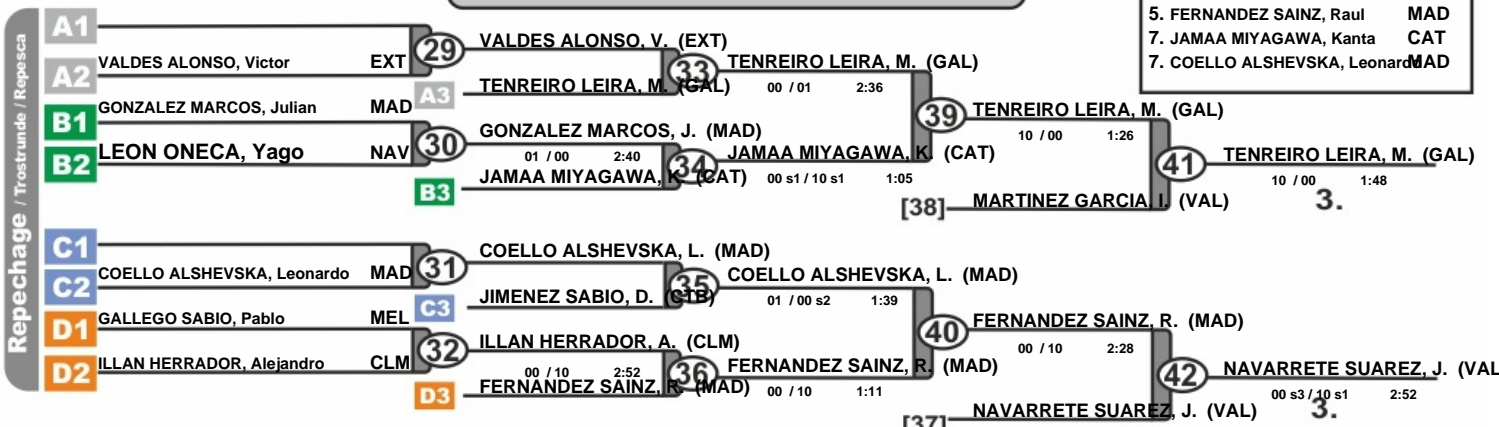 5. FERNANDEZ SAINZ, Raul MAD
7. JAMAA MIYAGAWA, Kanta CAT
7. COELLO ALSHEVSKA, Leonardo MAD
Repechage / Trostrunde / Repesca
A1
A2
VALDES ALONSO, Victor EXT
B1
GONZALEZ MARCOS, Julian MAD
B2
LEON ONECA, Yago NAV
C1
C2
COELLO ALSHEVSKA, Leonardo MAD
D1
GALLEGO SABIO, Pablo MEL
D2
ILLAN HERRADOR, Alejandro CLM
29
VALDES ALONSO, V. (EXT)
A3
TENREIRO LEIRA, M. (GAL)
30
GONZALEZ MARCOS, J. (MAD)
01 / 00 2:40
B3
JAMAA MIYAGAWA, K. (CAT)
31
COELLO ALSHEVSKA, L. (MAD)
C3
JIMENEZ SABIO, D. (CTB)
32
ILLAN HERRADOR, A. (CLM)
00 / 10 2:52
D3
FERNANDEZ SAINZ, R. (MAD)
33
TENREIRO LEIRA, M. (GAL)
00 / 01 2:36
34
JAMAA MIYAGAWA, K. (CAT)
00 s1 / 10 s1 1:05
35
COELLO ALSHEVSKA, L. (MAD)
01 / 00 s2 1:39
36
FERNANDEZ SAINZ, R. (MAD)
00 / 10 1:11
39
TENREIRO LEIRA, M. (GAL)
10 / 00 1:26
[38]
MARTINEZ GARCIA, I. (VAL)
40
FERNANDEZ SAINZ, R. (MAD)
00 / 10 2:28
[37]
NAVARRETE SUAREZ, J. (VAL)
41
TENREIRO LEIRA, M. (GAL)
10 / 00 1:48
3.
42
NAVARRETE SUAREZ, J. (VAL
00 s3 / 10 s1 2:52
3.